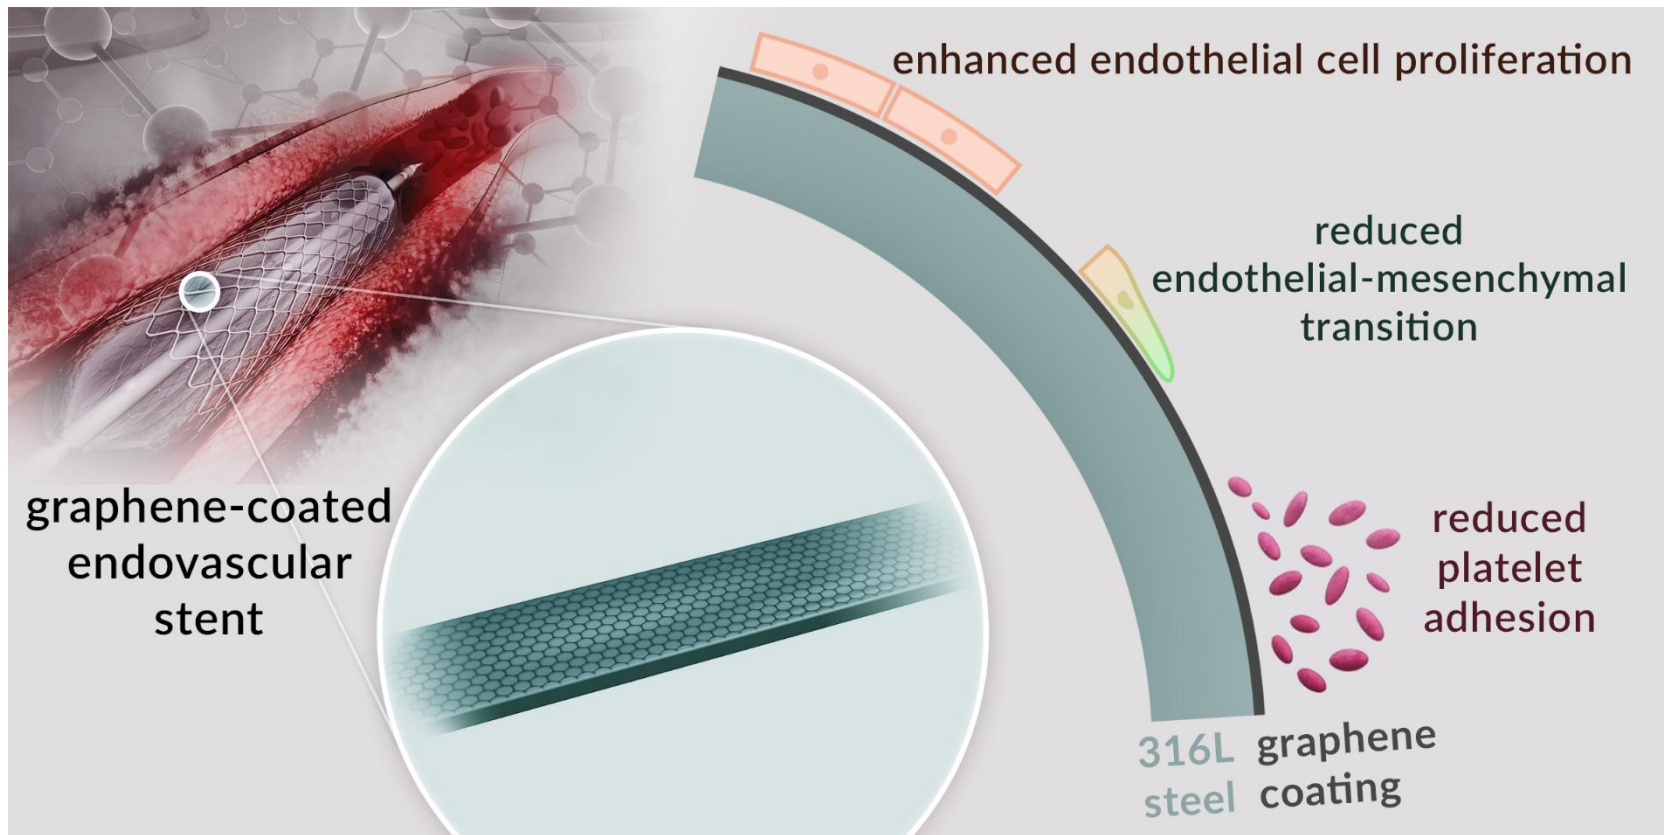 enhanced endothelial cell proliferation
reduced
endothelial-mesenchymal
transition
graphene-coated
endovascular
stent
reduced
platelet
adhesion
316L graphene
steel coating